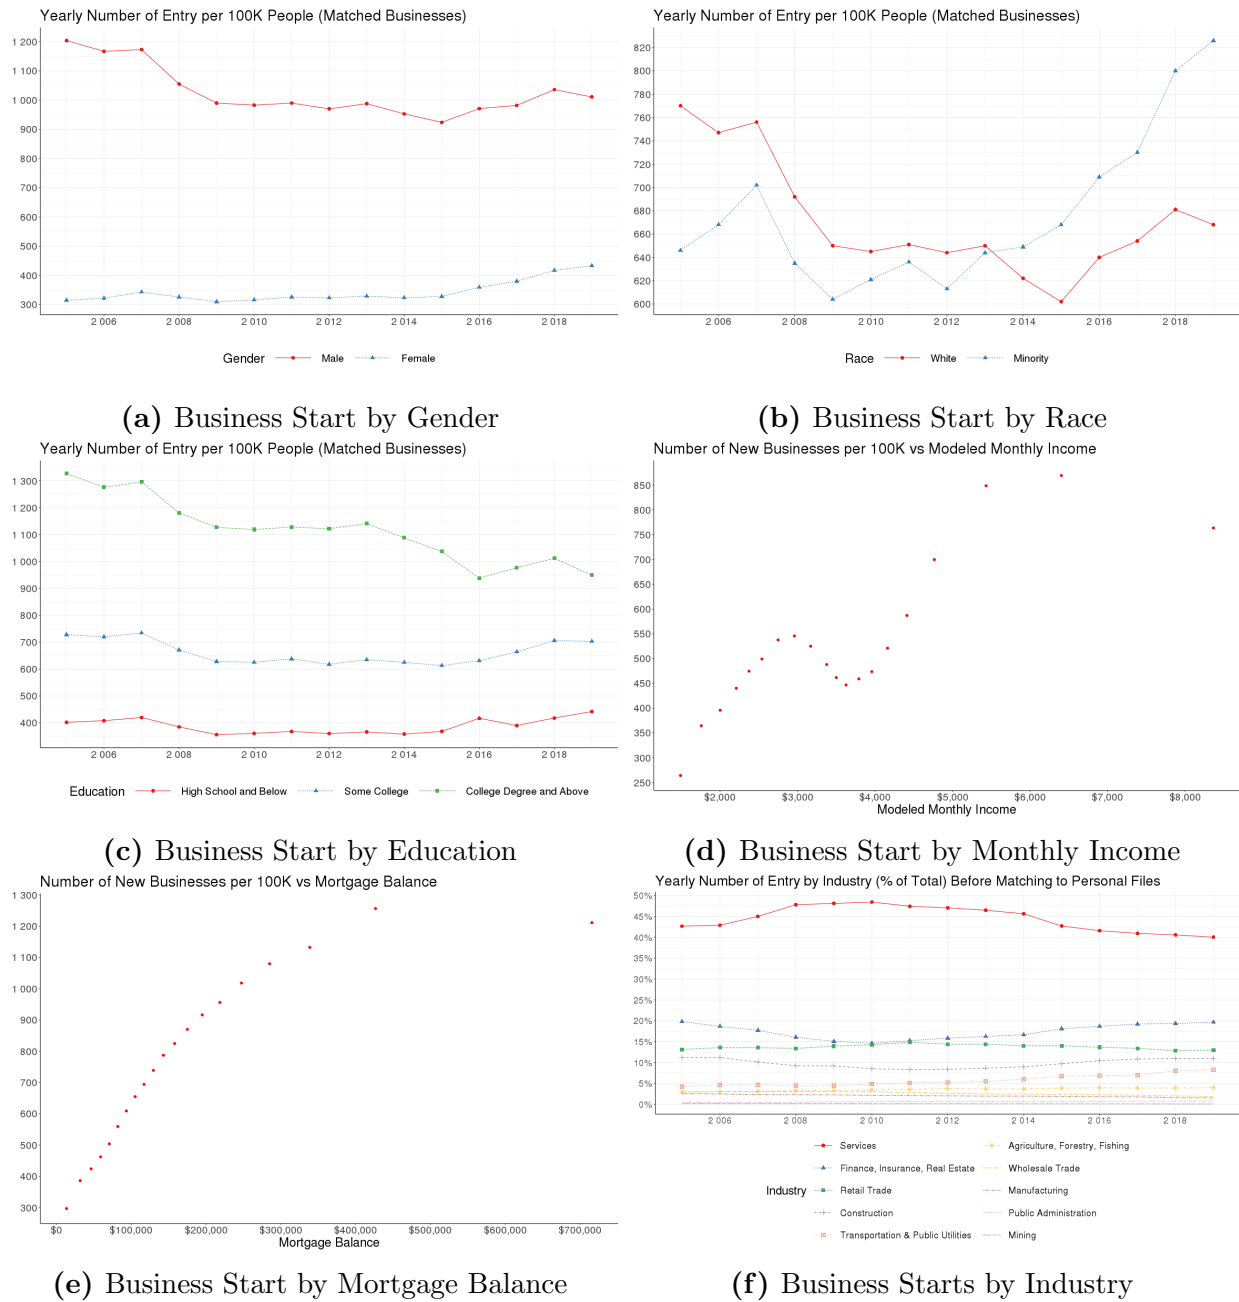 Yearly Number of Entry per 100K People (Matched Businesses)
1 200
1 100
1 000
900
800
700
600
500
400
300
2 006 2 008 2 010 2 012 2 014 2 016 2 018
Gender Male Female
(a) Business Start by Gender
Yearly Number of Entry per 100K People (Matched Businesses)
820
800
780
760
740
720
700
680
660
640
620
600
2 006 2 008 2 010 2 012 2 014 2 016 2 018
Race White Minority
(b) Business Start by Race
Yearly Number of Entry per 100K People (Matched Businesses)
1 300
1 200
1 100
1 000
900
800
700
600
500
400
2 006 2 008 2 010 2 012 2 014 2 016 2 018
Education High School and Below Some College College Degree and Above
(c) Business Start by Education
Number of New Businesses per 100K vs Modeled Monthly Income
850
800
750
700
650
600
550
500
450
400
350
300
250
$2,000 $3,000 $4,000 $5,000 $6,000 $7,000 $8,000
Modeled Monthly Income
(d) Business Start by Monthly Income
Number of New Businesses per 100K vs Mortgage Balance
1 300
1 200
1 100
1 000
900
800
700
600
500
400
300
$0 $100,000 $200,000 $300,000 $400,000 $500,000 $600,000 $700,000
Mortgage Balance
(e) Business Start by Mortgage Balance
Yearly Number of Entry by Industry (% of Total) Before Matching to Personal Files
50%
45%
40%
35%
30%
25%
20%
15%
10%
5%
0%
2 006 2 008 2 010 2 012 2 014 2 016 2 018
Industry
Services
Finance, Insurance, Real Estate
Retail Trade
Construction
Transportation & Public Utilities
Agriculture, Forestry, Fishing
Wholesale Trade
Manufacturing
Public Administration
Mining
(f) Business Starts by Industry